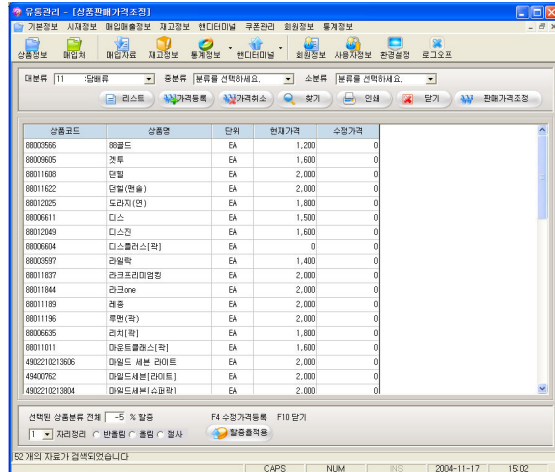 유통관리 - [상품판매가격조정]
기본정보 시재정보 매입매출정보 재고정보 핸디터미널 쿠폰관리 회원정보 통계정보
상품정보 매입처 매입자료 재고정보 통계정보 핸디터미널 회원정보 사용자정보 환경설정 로그오프
대분류 11 :담배류 중분류 분류를 선택하세요. 소분류 분류를 선택하세요.
리스트 가격등록 가격취소 찾기 인쇄 닫기 판매가격조정
상품코드 상품명 단위 현재가격 수정가격
88003566 88골드 EA 1,200 0
88009605 겟투 EA 1,600 0
88011608 던힐 EA 2,000 0
88011622 던힐(멘솔) EA 2,000 0
88012025 도라지(연) EA 1,800 0
88006611 디스 EA 1,500 0
88012049 디스진 EA 1,600 0
88006604 디스플러스[곽] EA 0 0
88003597 라일락 EA 1,400 0
88011837 라크프리미엄킹 EA 2,000 0
88011844 라크one EA 2,000 0
88011189 레종 EA 2,000 0
88011196 루멘(곽) EA 2,000 0
88006635 리치[곽] EA 1,800 0
88011011 마운트클래스[곽] EA 1,600 0
4902210213606 마일드 세븐 라이트 EA 2,000 0
49400762 마일드세븐[라이트] EA 2,000 0
4902210213804 마일드세븐[슈퍼곽] EA 2,000 0
선택된 상품분류 전체 -5 % 할증 F4 수정가격등록 F10 닫기
1 자리정리 반올림 올림 절사 할증율적용
52 개의 자료가 검색되었습니다
CAPS NUM INS 2004-11-17 15:02